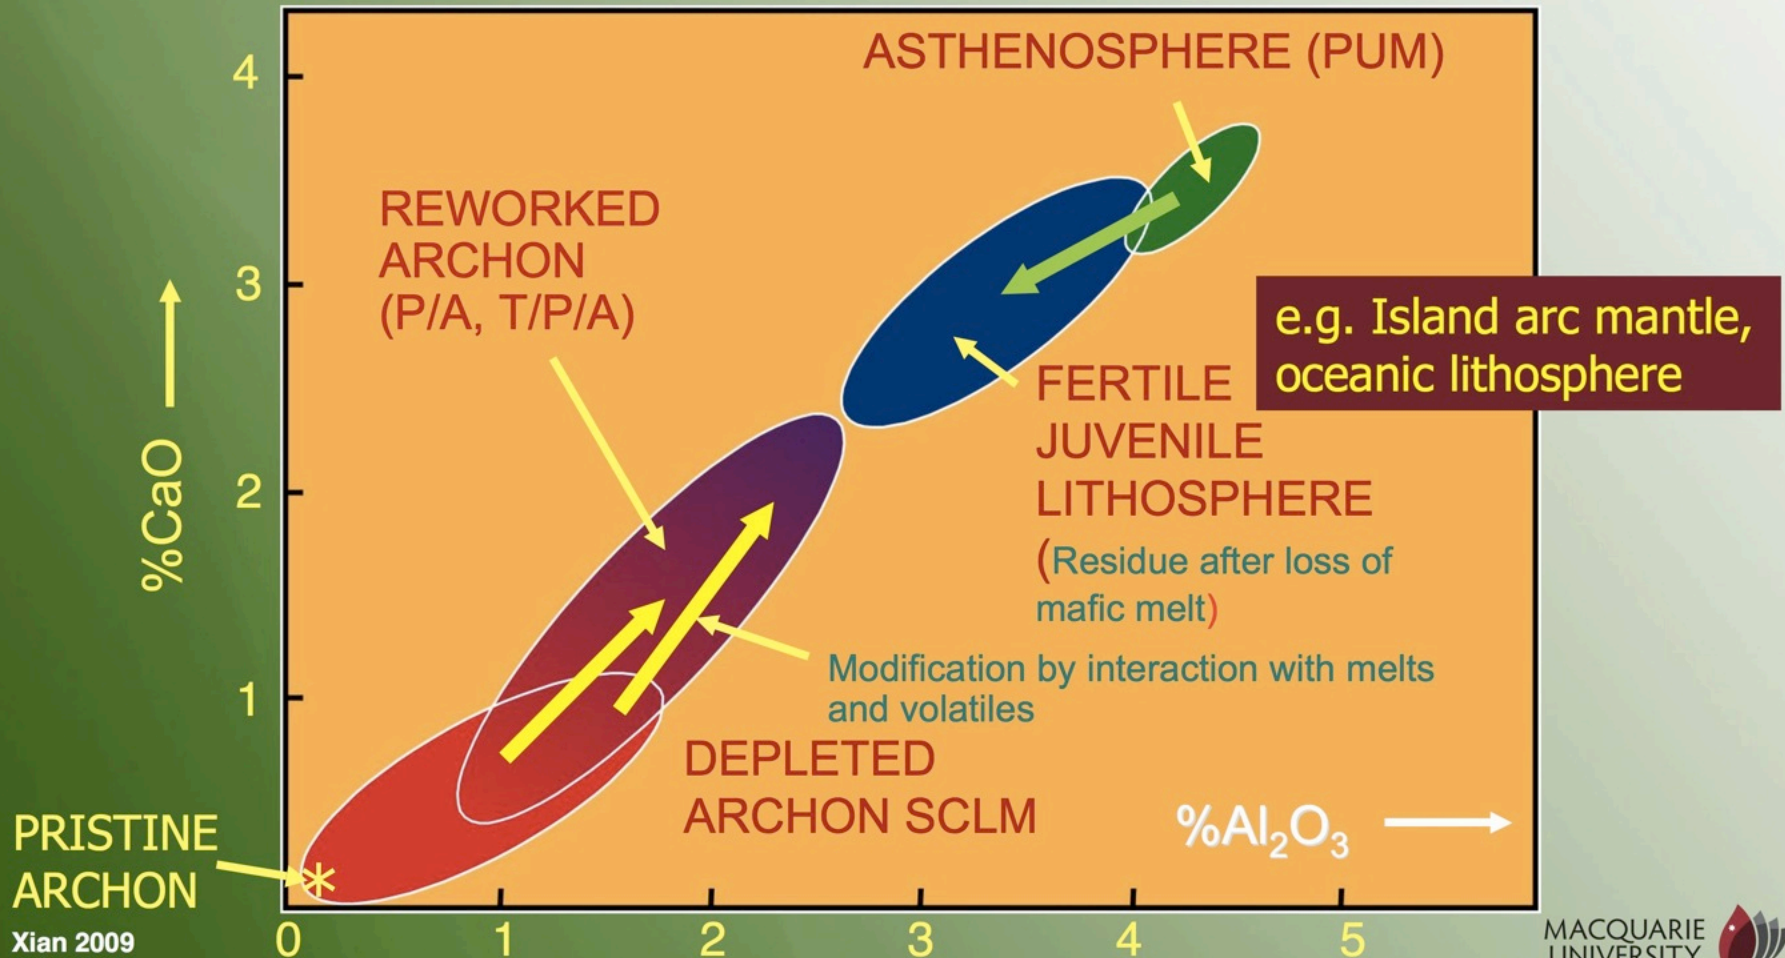 ASTHENOSPHERE (PUM)
REWORKED
ARCHON
(P/A, T/P/A)
e.g. Island arc mantle,
oceanic lithosphere
FERTILE
JUVENILE
LITHOSPHERE
(Residue after loss of
mafic melt)
Modification by interaction with melts
and volatiles
DEPLETED
ARCHON SCLM
%CaO
4
3
2
1
%Al₂O₃
PRISTINE
ARCHON
*
0 1 2 3 4 5
Xian 2009
MACQUARIE
UNIVERSITY